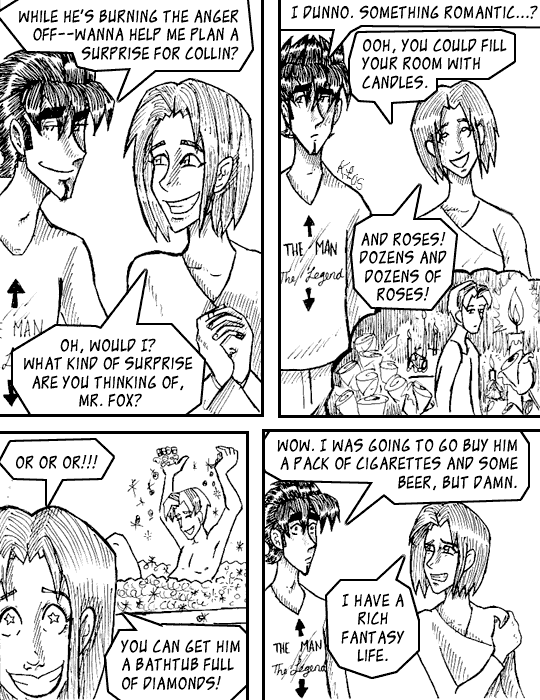 WHILE HE'S BURNING THE ANGER
OFF--WANNA HELP ME PLAN A
SURPRISE FOR COLLIN?
THE MAN
OH, WOULD I?
WHAT KIND OF SURPRISE
ARE YOU THINKING OF,
MR. FOX?
I DUNNO. SOMETHING ROMANTIC...?
OOH, YOU COULD FILL
YOUR ROOM WITH
CANDLES.
THE MAN
The Legend
AND ROSES!
DOZENS AND
DOZENS OF
ROSES!
OR OR OR!!!
YOU CAN GET HIM
A BATHTUB FULL
OF DIAMONDS!
WOW. I WAS GOING TO GO BUY HIM
A PACK OF CIGARETTES AND SOME
BEER, BUT DAMN.
I HAVE A
RICH
FANTASY
LIFE.
THE MAN
The Legend